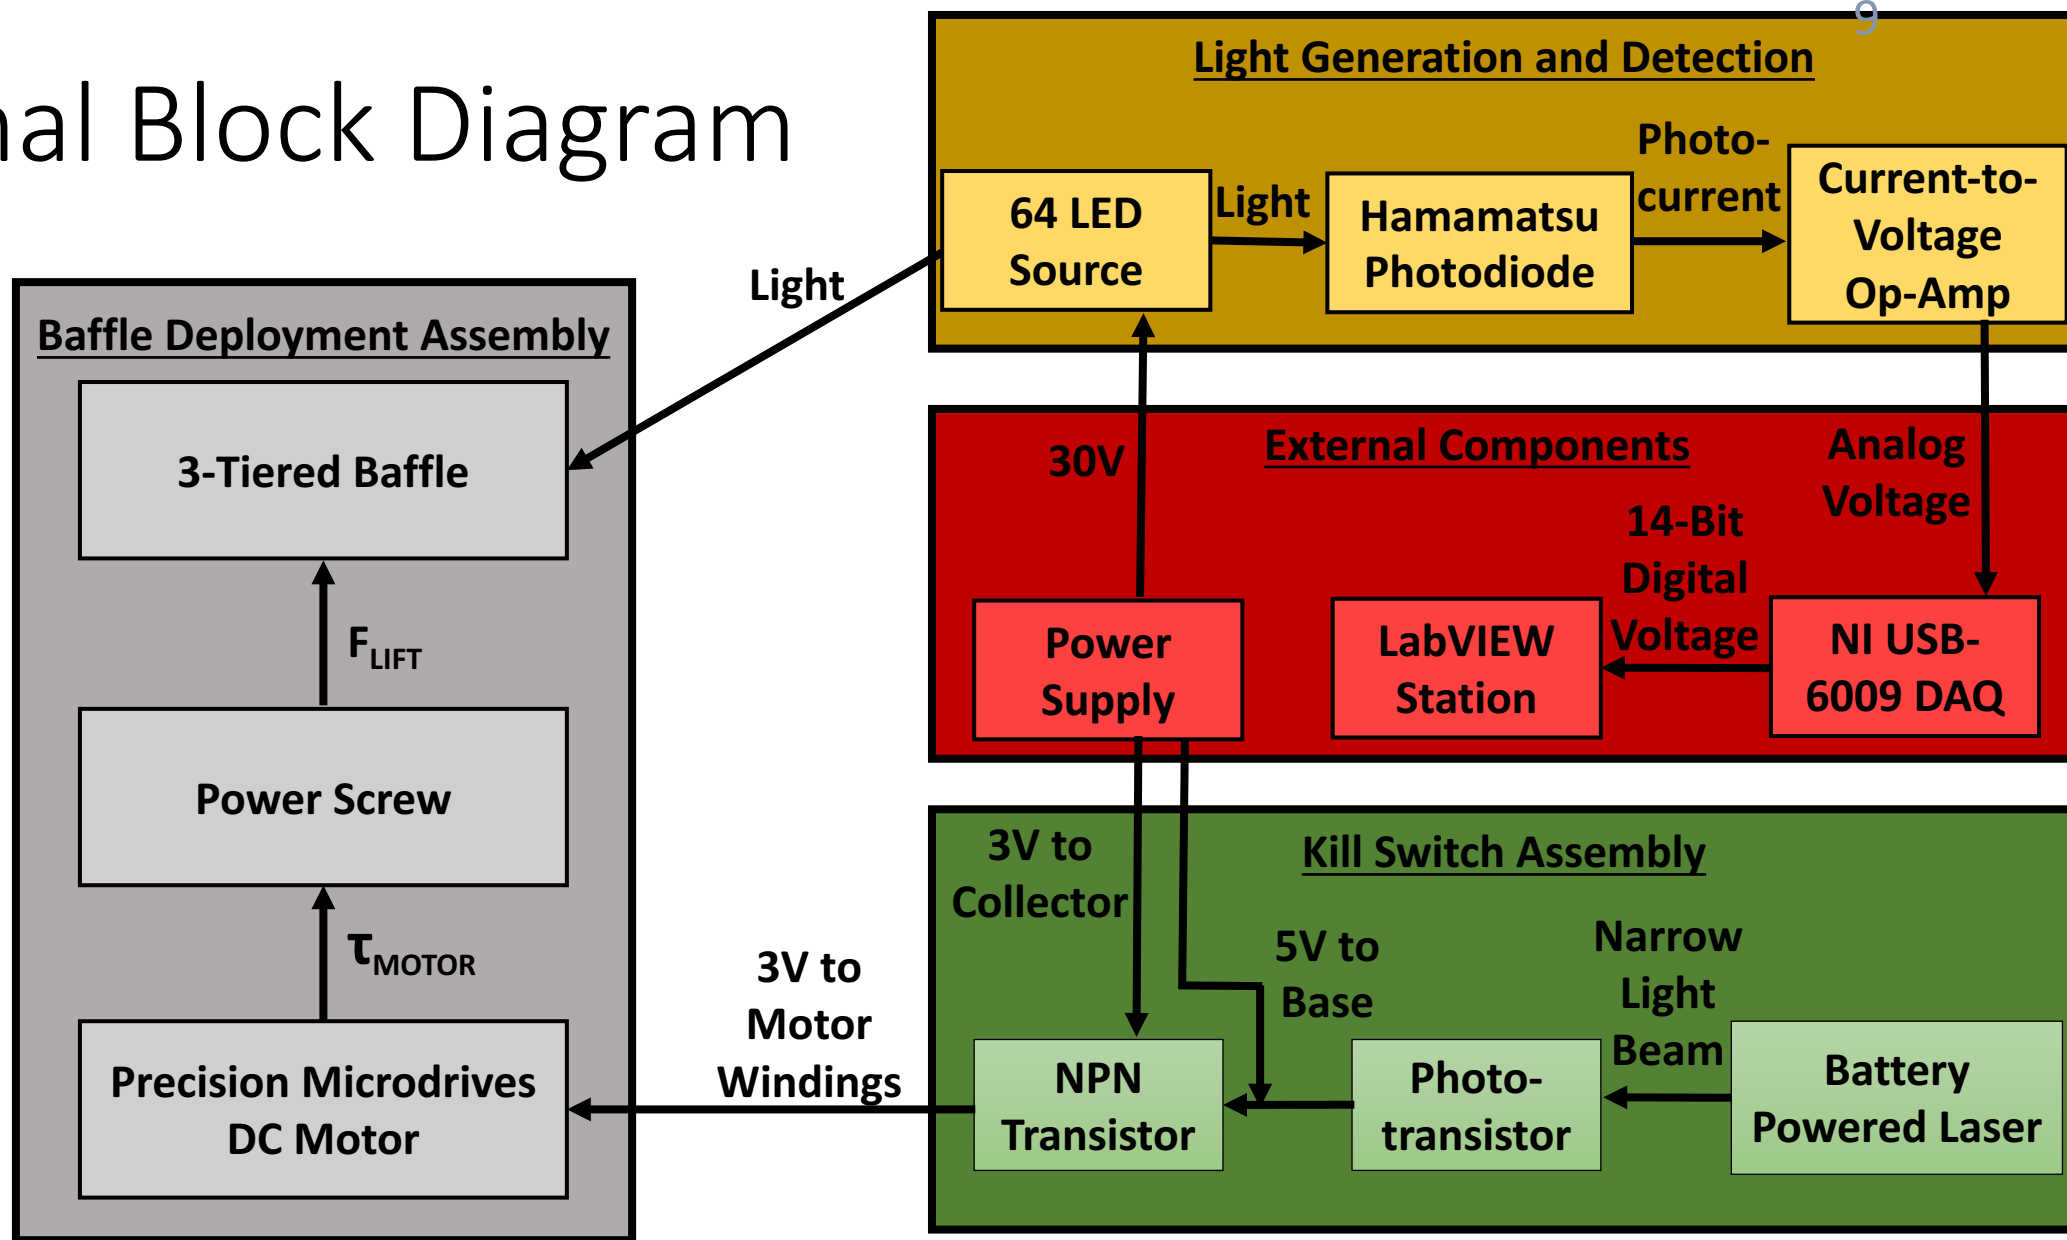 9
nal Block Diagram
Light Generation and Detection
64 LED
Source
Light
Hamamatsu
Photodiode
Photo-
current
Current-to-
Voltage
Op-Amp
Light
Baffle Deployment Assembly
3-Tiered Baffle
F_LIFT
Power Screw
τ_MOTOR
Precision Microdrives
DC Motor
External Components
30V
Analog
Voltage
14-Bit
Digital
Voltage
Power
Supply
LabVIEW
Station
NI USB-
6009 DAQ
Kill Switch Assembly
3V to
Collector
5V to
Base
Narrow
Light
Beam
3V to
Motor
Windings
NPN
Transistor
Photo-
transistor
Battery
Powered Laser